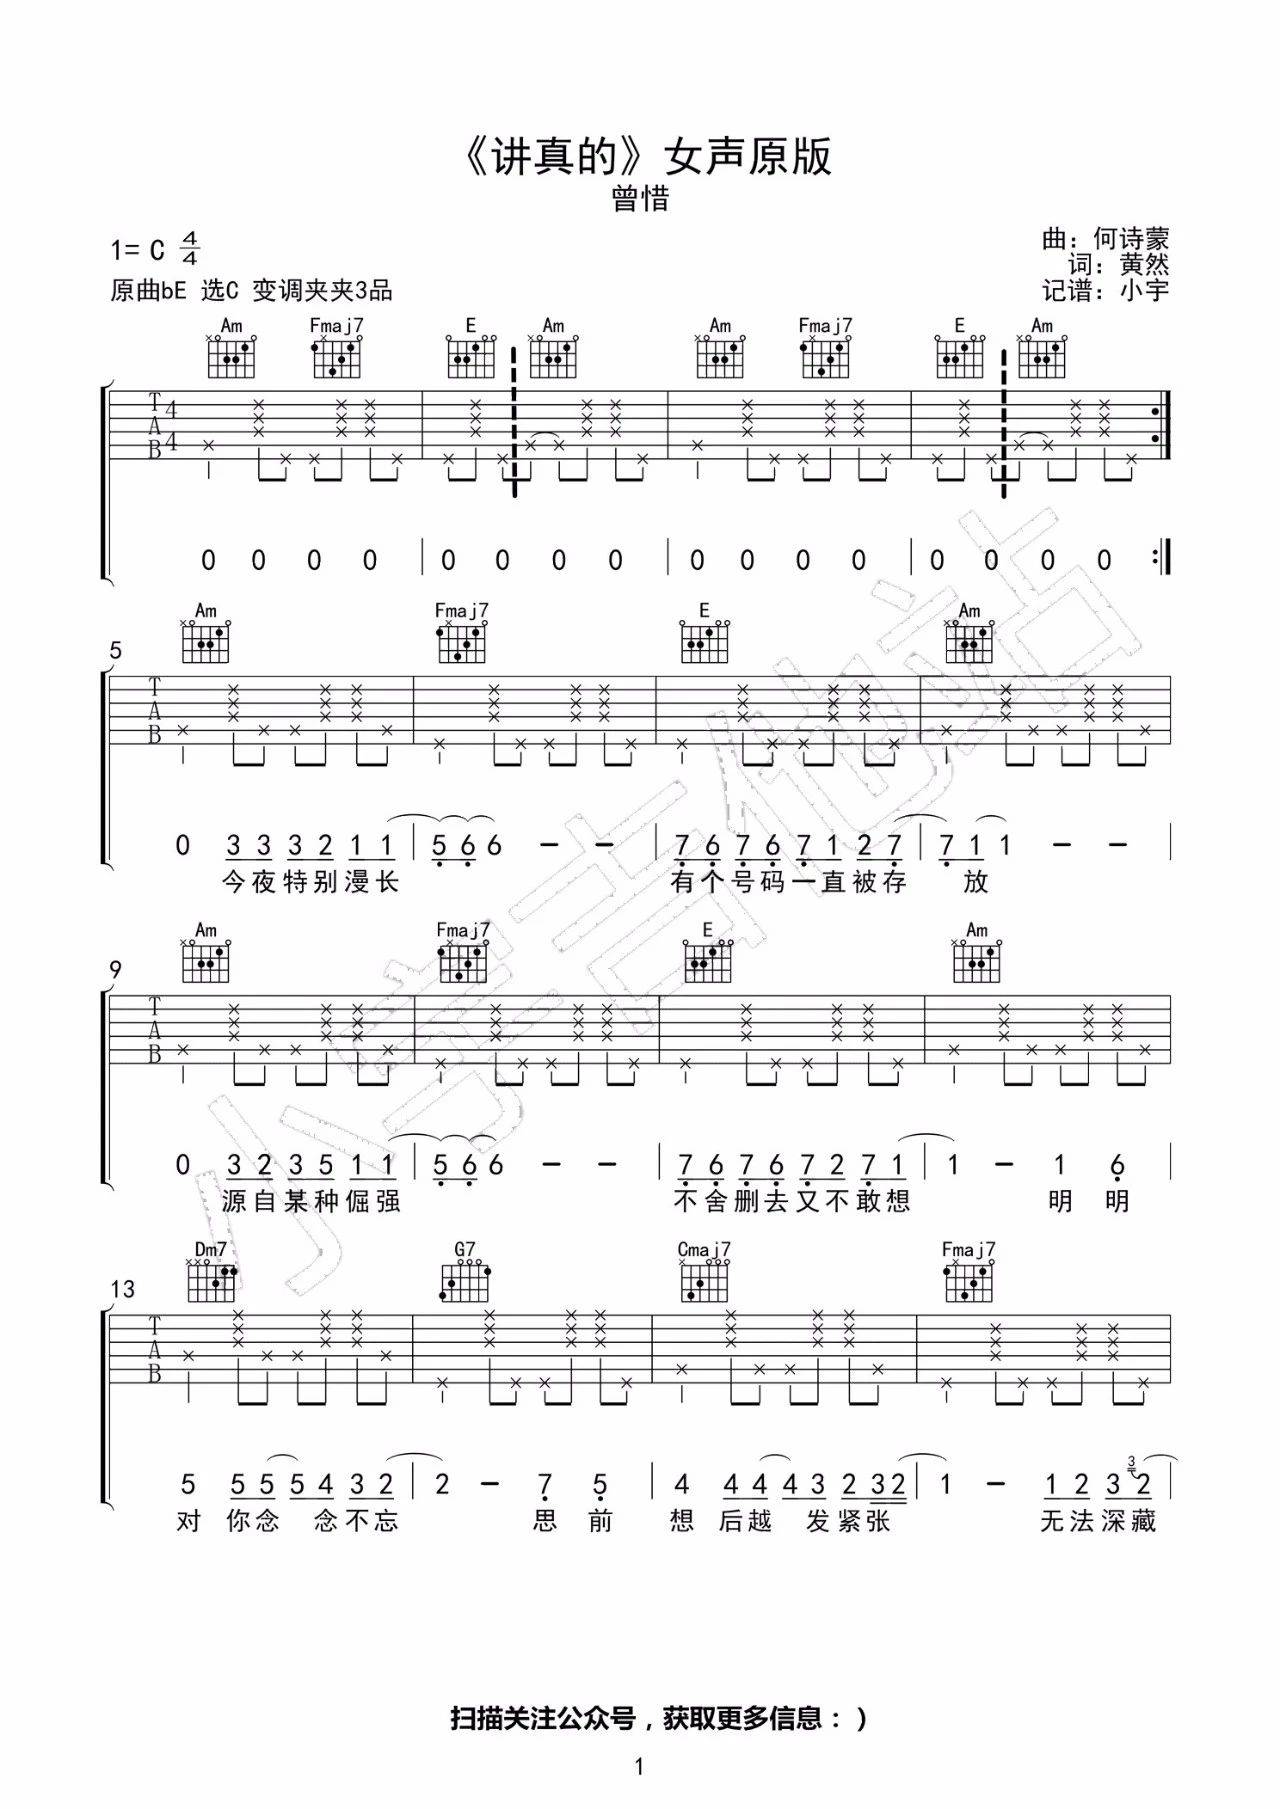 《讲真的》女声原版
曾惜
1= C 4/4
曲：何诗蒙
词：黄然
原曲bE 选C 变调夹夹3品
记谱：小宇
Am Fmaj7 E Am Am Fmaj7 E Am
T A B 4 4
0 0 0 0 0 0 0 0 0 0 0 0 0 0 0 0
Am Fmaj7 E Am
5
T A B
0 3 3 3 2 1 1 5 6 6 - - 7 6 7 6 7 1 2 7 7 1 1 - -
今夜特别漫长 有个号码一直被存 放
Am Fmaj7 E Am
9
T A B
0 3 2 3 5 1 1 5 6 6 - - 7 6 7 6 7 2 7 1 1 - 1 6
源自某种倔强 不舍删去又不敢想 明 明
Dm7 G7 Cmaj7 Fmaj7
13
T A B
5 5 5 5 4 3 2 2 - 7 5 4 4 4 4 3 2 3 2 1 - 1 2 3 3 2
对 你念 念不忘 思 前 想 后越 发紧张 无法深藏
小宇吉他站
扫描关注公众号，获取更多信息：)
1